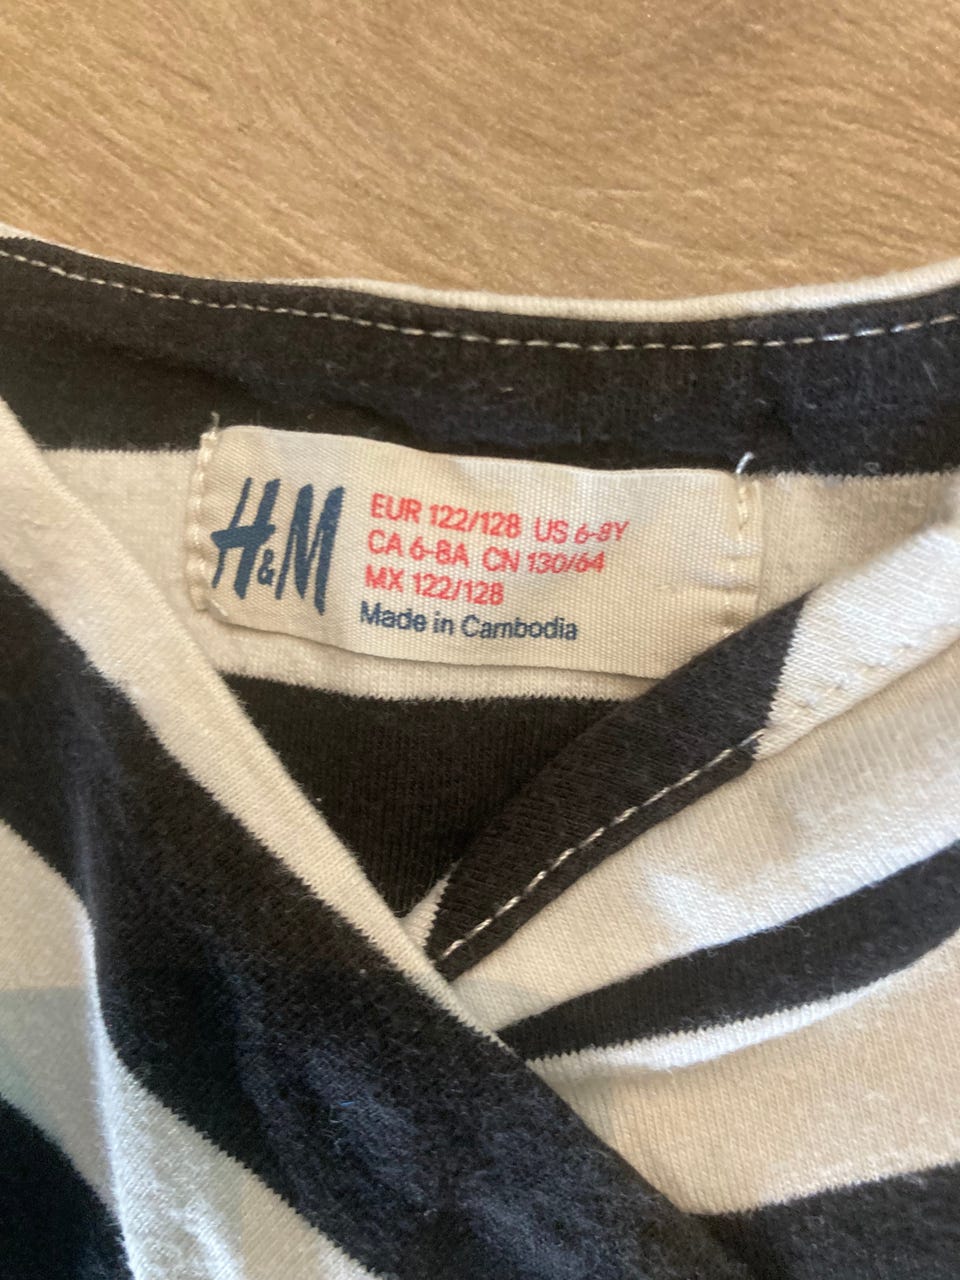 H&M
EUR 122/128 US 6-8Y
CA 6-8A CN 130/64
MX 122/128
Made in Cambodia